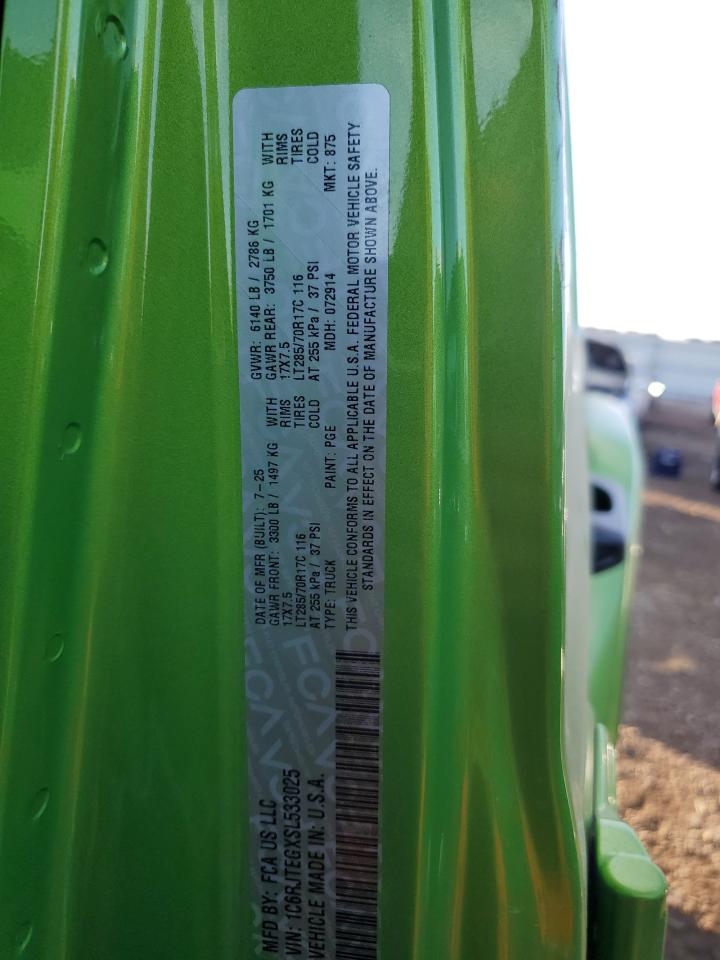 MFD BY: FCA US LLC DATE OF MFR (BUILT): 7-25 GVWR: 6140 LB / 2786 KG
GAWR FRONT: 3300 LB / 1497 KG WITH GAWR REAR: 3750 LB / 1701 KG WITH
17X7.5 RIMS 17X7.5 RIMS
LT285/70R17C 116 TIRES LT285/70R17C 116 TIRES
AT 255 kPa / 37 PSI COLD AT 255 kPa / 37 PSI COLD
VIN: 1C6RJTEGXSL533025 TYPE: TRUCK PAINT: PGE MDH: 072914 MKT: 875
VEHICLE MADE IN: U.S.A. THIS VEHICLE CONFORMS TO ALL APPLICABLE U.S.A. FEDERAL MOTOR VEHICLE SAFETY
STANDARDS IN EFFECT ON THE DATE OF MANUFACTURE SHOWN ABOVE.
FCA